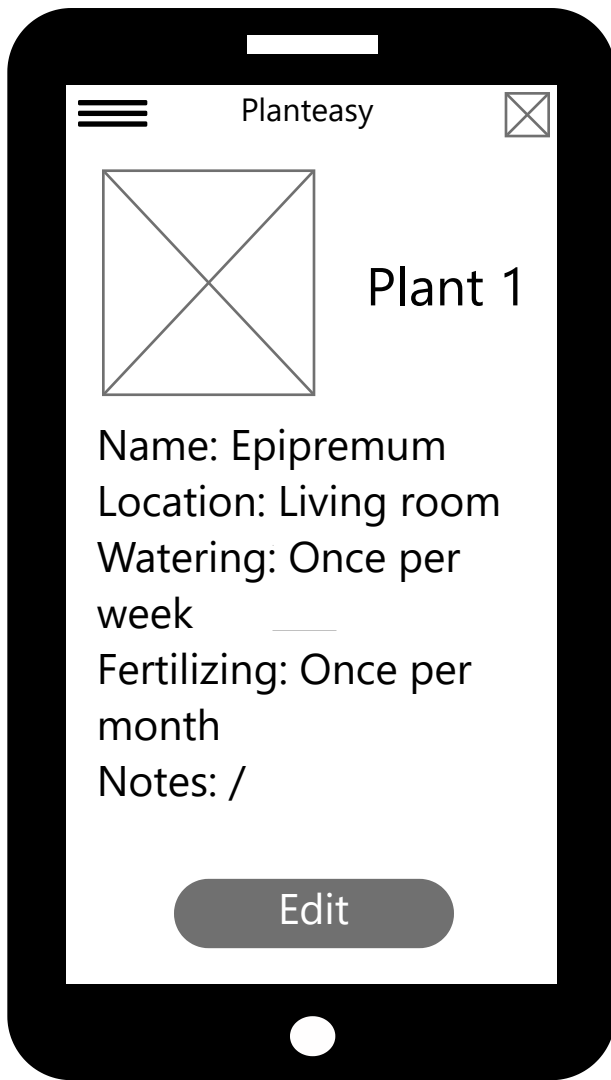 Planteasy
Plant 1
Name: Epipremum
Location: Living room
Watering: Once per
week
Fertilizing: Once per
month
Notes: /
Edit